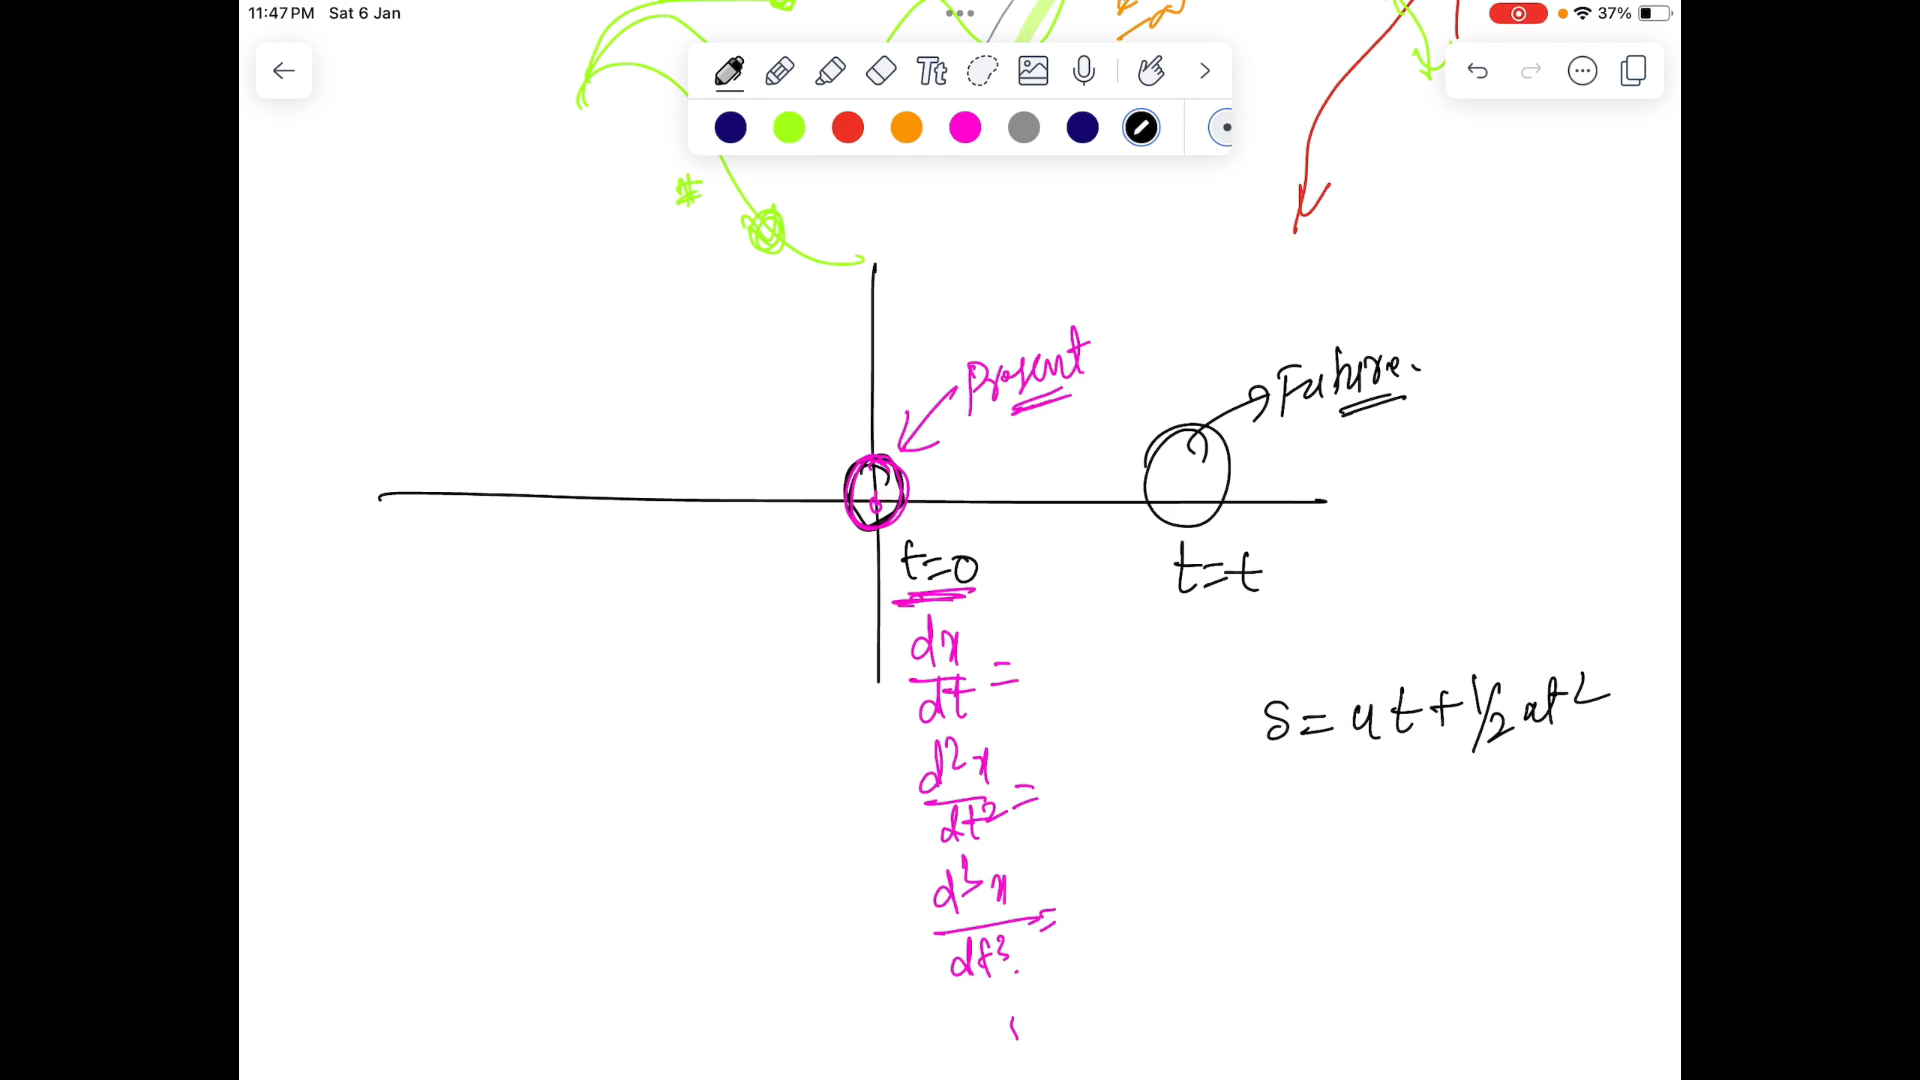 11:47 PM Sat 6 Jan
37%
Tt
Present
Future.
t=0
t=t
dx
dt =
s=ut+1/2at2
d2x
dt2 =
d3x
dt3 =